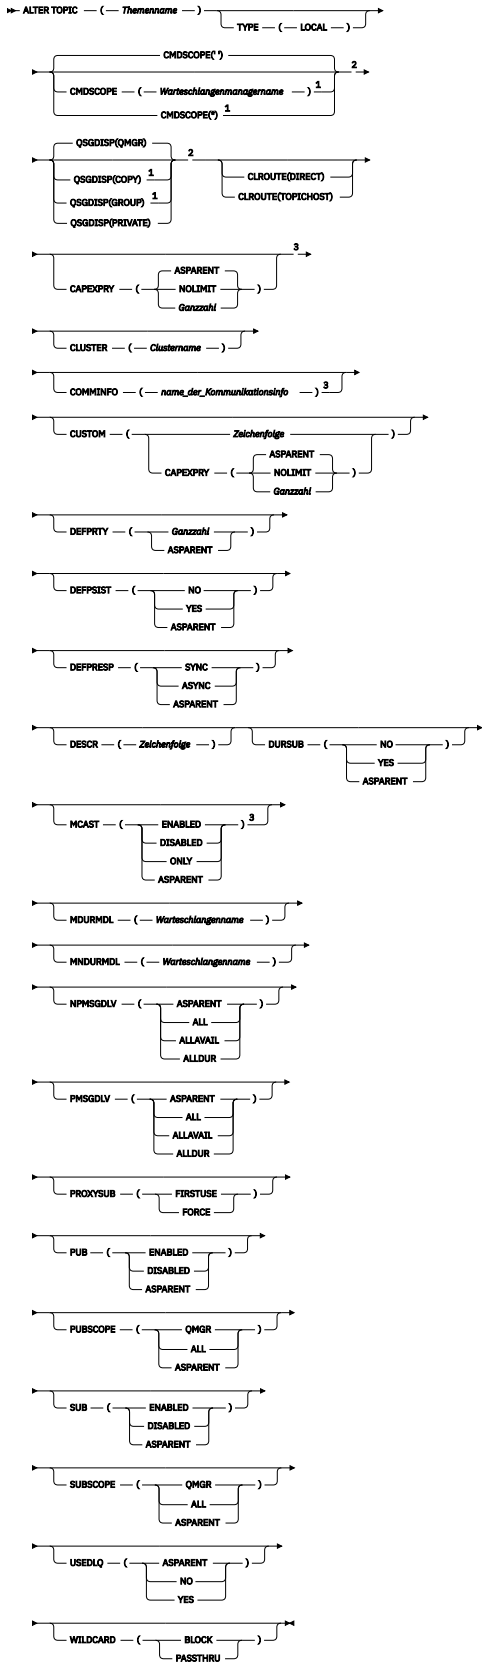 ALTER TOPIC ( Themenname )
TYPE ( LOCAL )
CMDSCOPE(' ')
2
CMDSCOPE ( Warteschlangenmanagername ) 1
CMDSCOPE(*) 1
QSGDISP(QMGR)
2
QSGDISP(COPY) 1
CLROUTE(DIRECT)
QSGDISP(GROUP) 1
CLROUTE(TOPICHOST)
QSGDISP(PRIVATE)
3
ASPARENT
CAPEXPRY ( NOLIMIT )
Ganzzahl
CLUSTER ( Clustername )
COMMINFO ( name_der_Kommunikationsinfo ) 3
CUSTOM ( Zeichenfolge )
ASPARENT
CAPEXPRY ( NOLIMIT )
Ganzzahl
DEFPRTY ( Ganzzahl )
ASPARENT
DEFPSIST ( NO )
YES
ASPARENT
DEFPRESP ( SYNC )
ASYNC
ASPARENT
DESCR ( Zeichenfolge ) DURSUB ( NO )
YES
ASPARENT
MCAST ( ENABLED ) 3
DISABLED
ONLY
ASPARENT
MDURMDL ( Warteschlangenname )
MNDURMDL ( Warteschlangenname )
NPMSGDLV ( ASPARENT )
ALL
ALLAVAIL
ALLDUR
PMSGDLV ( ASPARENT )
ALL
ALLAVAIL
ALLDUR
PROXYSUB ( FIRSTUSE )
FORCE
PUB ( ENABLED )
DISABLED
ASPARENT
PUBSCOPE ( QMGR )
ALL
ASPARENT
SUB ( ENABLED )
DISABLED
ASPARENT
SUBSCOPE ( QMGR )
ALL
ASPARENT
USEDLQ ( ASPARENT )
NO
YES
WILDCARD ( BLOCK )
PASSTHRU